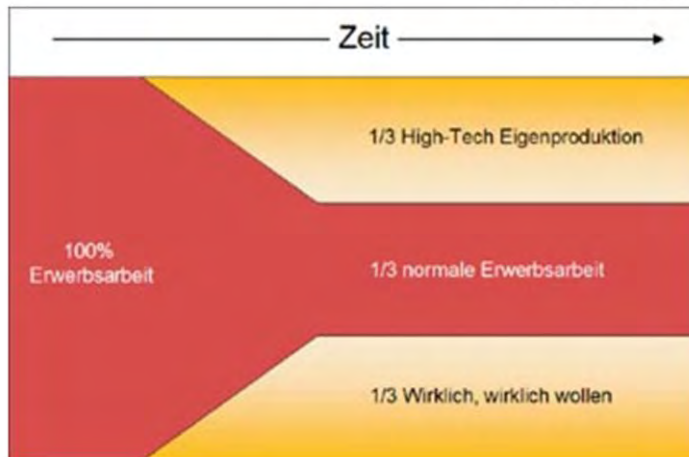 Zeit
1/3 High-Tech Eigenproduktion
100%
Erwerbsarbeit
1/3 normale Erwerbsarbeit
1/3 Wirklich, wirklich wollen